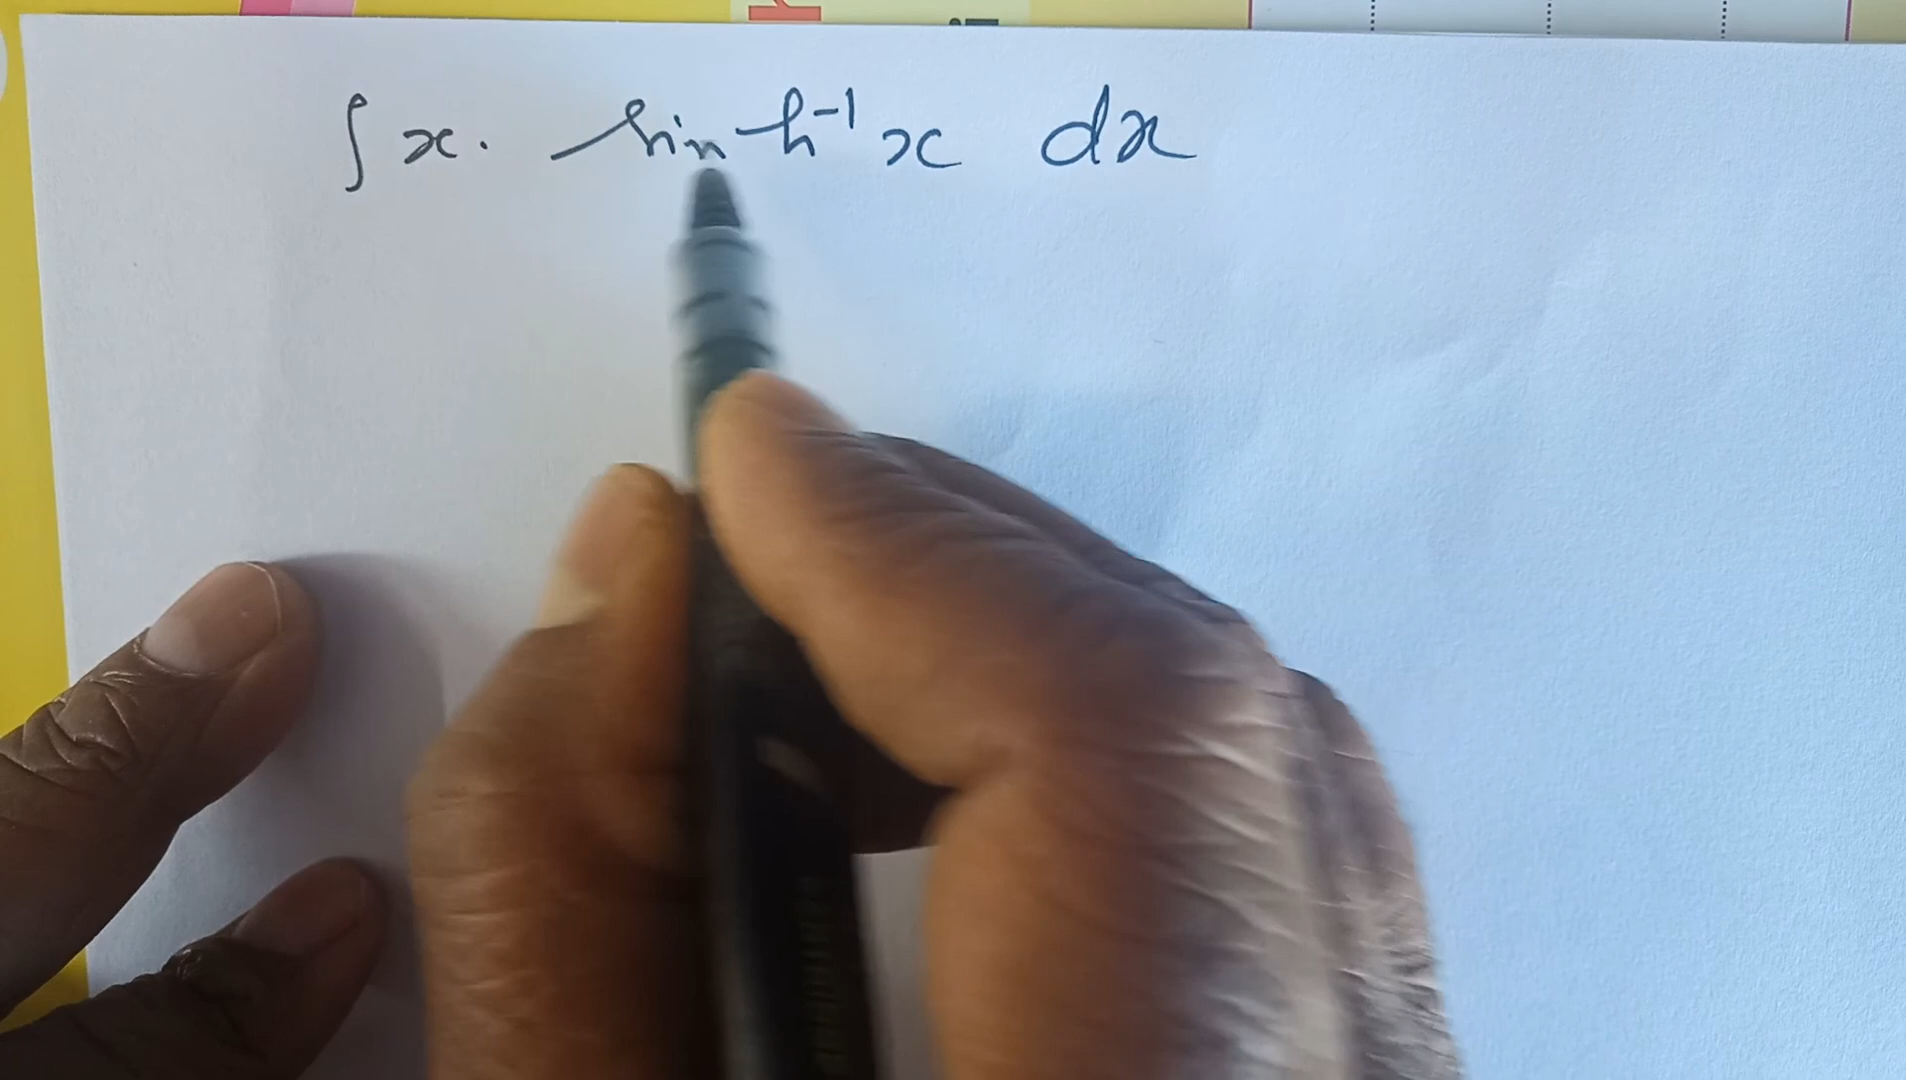 ∫ x. sinh⁻¹x dx